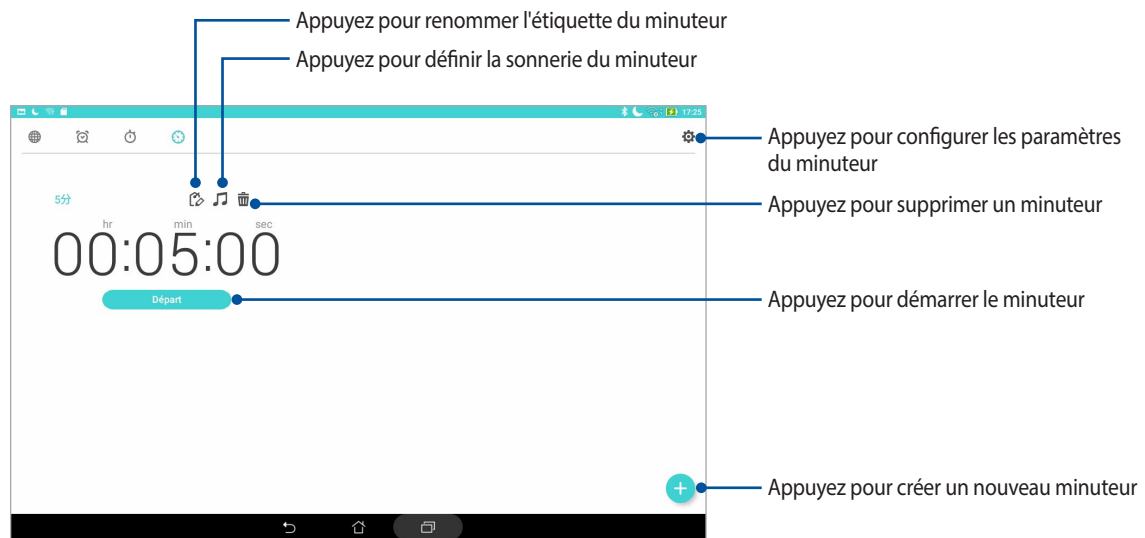 Appuyez pour renommer l'étiquette du minuteur
Appuyez pour définir la sonnerie du minuteur
17:25
Appuyez pour configurer les paramètres
du minuteur
5分
Appuyez pour supprimer un minuteur
hr min sec
00:05:00
Départ
Appuyez pour démarrer le minuteur
Appuyez pour créer un nouveau minuteur